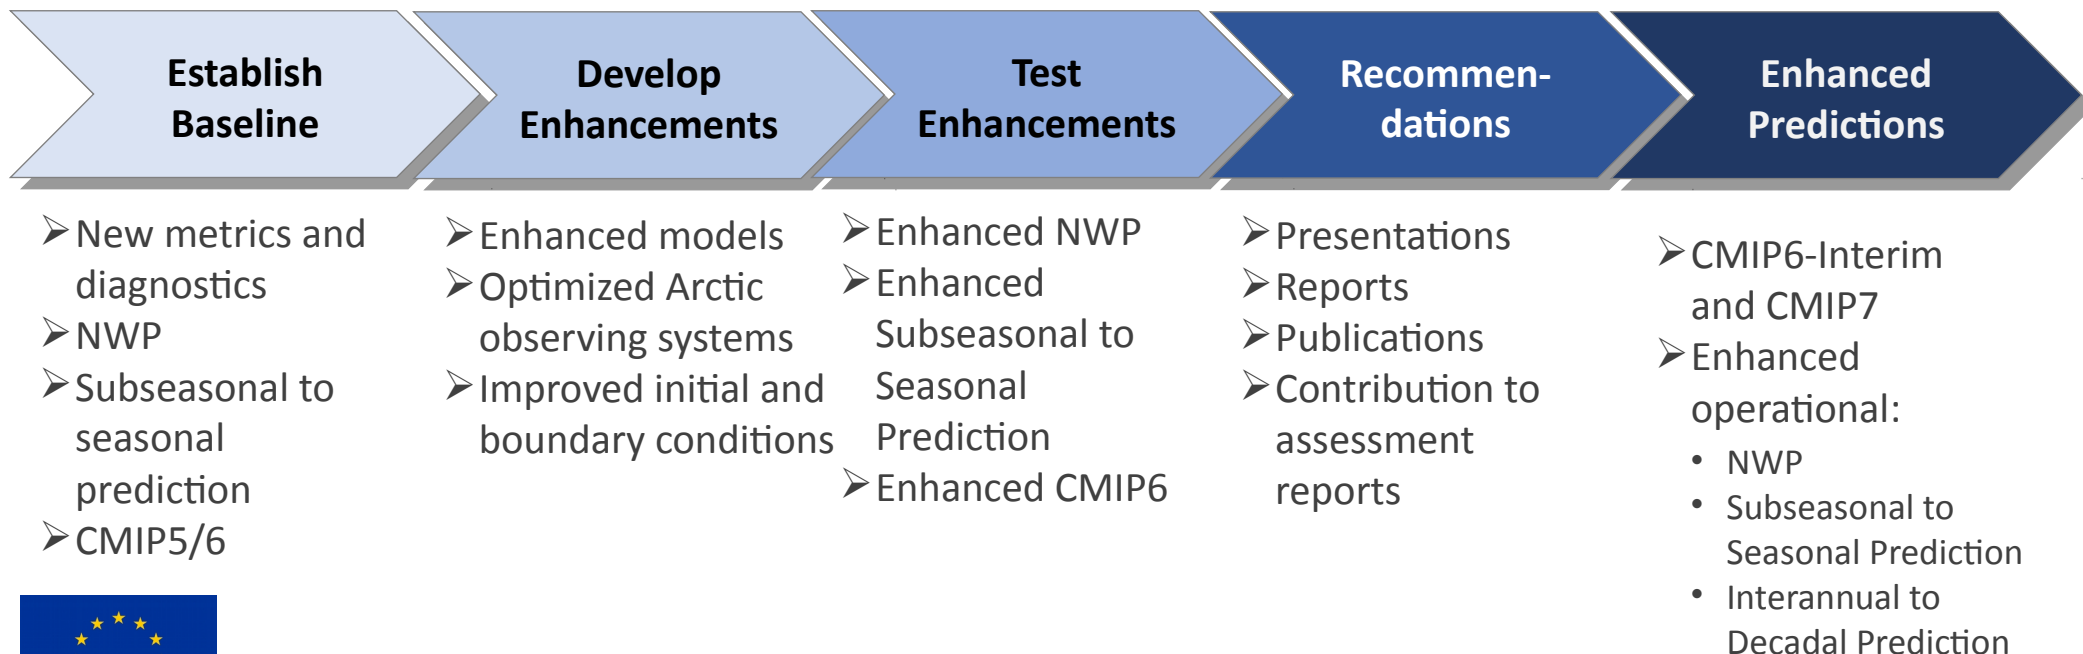 Establish
Baseline
Develop
Enhancements
Test
Enhancements
Recommen-
dations
Enhanced
Predictions
➢New metrics and
diagnostics
➢NWP
➢Subseasonal to
seasonal
prediction
➢CMIP5/6
➢Enhanced models
➢Optimized Arctic
observing systems
➢Improved initial and
boundary conditions
➢Enhanced NWP
➢Enhanced
Subseasonal to
Seasonal
Prediction
➢Enhanced CMIP6
➢Presentations
➢Reports
➢Publications
➢Contribution to
assessment
reports
➢CMIP6-Interim
and CMIP7
➢Enhanced
operational:
• NWP
• Subseasonal to
Seasonal Prediction
• Interannual to
Decadal Prediction